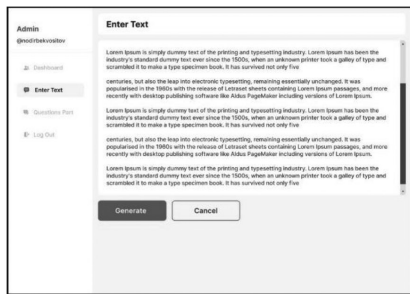 Admin
@nodirbekvositov
Dashboard
Enter Text
Questions Part
Log Out
Enter Text
Lorem Ipsum is simply dummy text of the printing and typesetting industry. Lorem Ipsum has been the
industry's standard dummy text ever since the 1500s, when an unknown printer took a galley of type and
scrambled it to make a type specimen book. It has survived not only five
centuries, but also the leap into electronic typesetting, remaining essentially unchanged. It was
popularised in the 1960s with the release of Letraset sheets containing Lorem Ipsum passages, and more
recently with desktop publishing software like Aldus PageMaker including versions of Lorem Ipsum.
Lorem Ipsum is simply dummy text of the printing and typesetting industry. Lorem Ipsum has been the
industry's standard dummy text ever since the 1500s, when an unknown printer took a galley of type and
scrambled it to make a type specimen book. It has survived not only five
centuries, but also the leap into electronic typesetting, remaining essentially unchanged. It was
popularised in the 1960s with the release of Letraset sheets containing Lorem Ipsum passages, and more
recently with desktop publishing software like Aldus PageMaker including versions of Lorem Ipsum.
Lorem Ipsum is simply dummy text of the printing and typesetting industry. Lorem Ipsum has been the
industry's standard dummy text ever since the 1500s, when an unknown printer took a galley of type and
scrambled it to make a type specimen book. It has survived not only five
Generate
Cancel